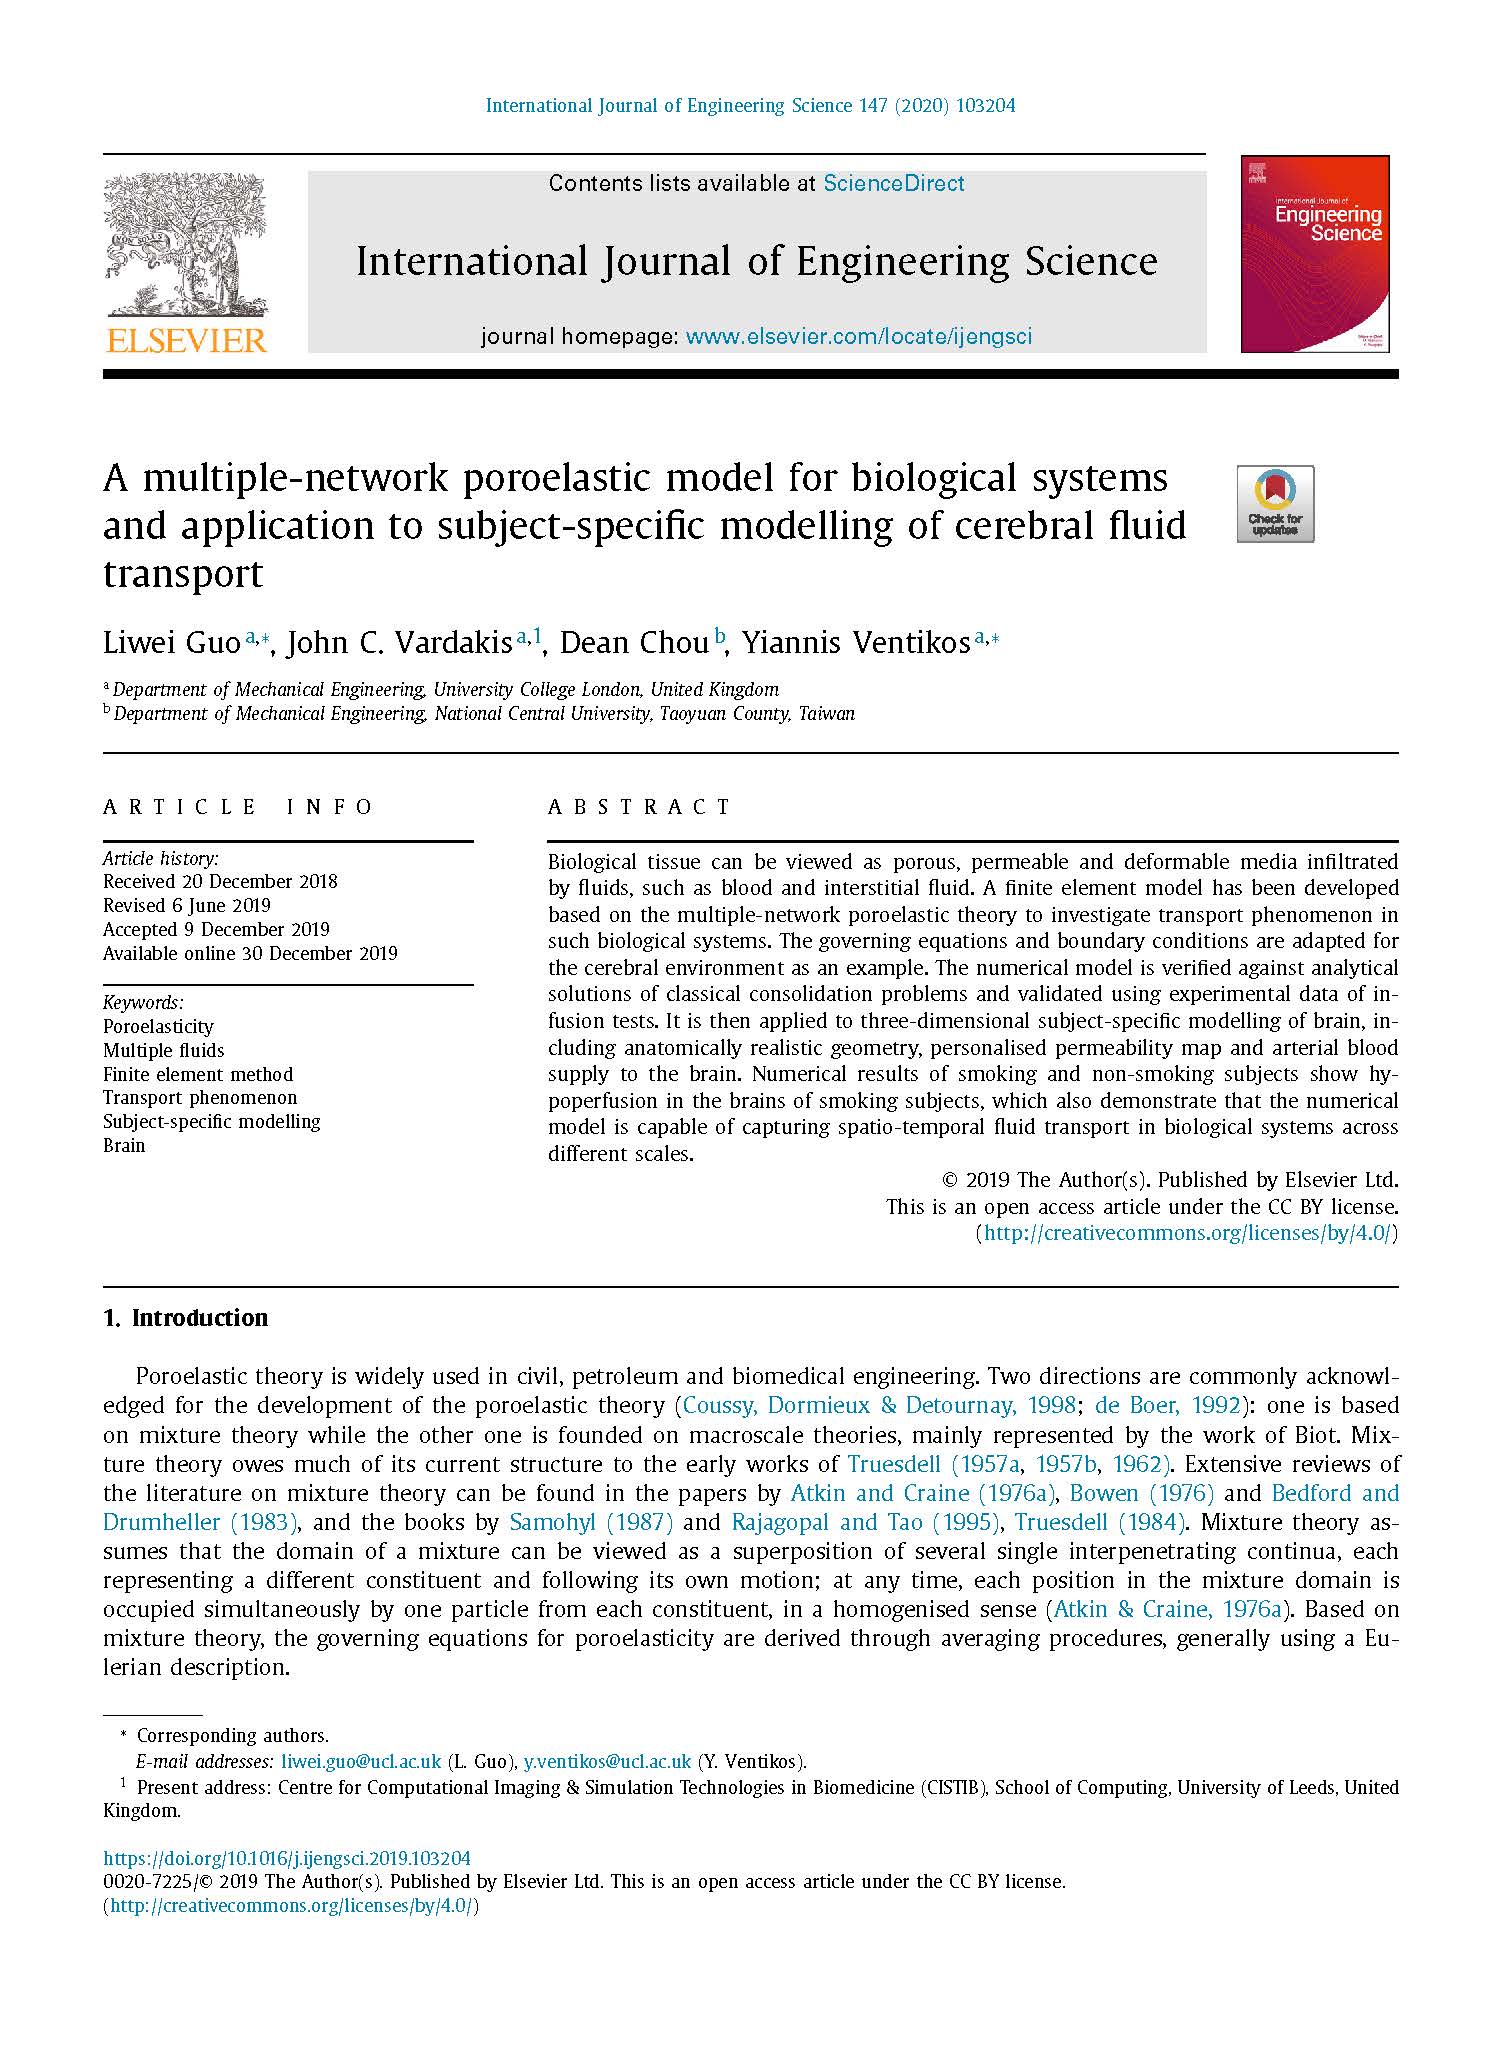 International Journal of Engineering Science 147 (2020) 103204
Contents lists available at ScienceDirect
International Journal of Engineering Science
journal homepage: www.elsevier.com/locate/ijengsci
ELSEVIER
International Journal of
Engineering
Science
A multiple-network poroelastic model for biological systems
and application to subject-specific modelling of cerebral fluid
transport
Check for
updates
Liwei Guo a,*, John C. Vardakis a,1, Dean Chou b, Yiannis Ventikos a,*
a Department of Mechanical Engineering, University College London, United Kingdom
b Department of Mechanical Engineering, National Central University, Taoyuan County, Taiwan
ARTICLE INFO
Article history:
Received 20 December 2018
Revised 6 June 2019
Accepted 9 December 2019
Available online 30 December 2019
Keywords:
Poroelasticity
Multiple fluids
Finite element method
Transport phenomenon
Subject-specific modelling
Brain
ABSTRACT
Biological tissue can be viewed as porous, permeable and deformable media infiltrated
by fluids, such as blood and interstitial fluid. A finite element model has been developed
based on the multiple-network poroelastic theory to investigate transport phenomenon in
such biological systems. The governing equations and boundary conditions are adapted for
the cerebral environment as an example. The numerical model is verified against analytical
solutions of classical consolidation problems and validated using experimental data of in-
fusion tests. It is then applied to three-dimensional subject-specific modelling of brain, in-
cluding anatomically realistic geometry, personalised permeability map and arterial blood
supply to the brain. Numerical results of smoking and non-smoking subjects show hy-
poperfusion in the brains of smoking subjects, which also demonstrate that the numerical
model is capable of capturing spatio-temporal fluid transport in biological systems across
different scales.
© 2019 The Author(s). Published by Elsevier Ltd.
This is an open access article under the CC BY license.
(http://creativecommons.org/licenses/by/4.0/)
1. Introduction
Poroelastic theory is widely used in civil, petroleum and biomedical engineering. Two directions are commonly acknowl-
edged for the development of the poroelastic theory (Coussy, Dormieux & Detournay, 1998; de Boer, 1992): one is based
on mixture theory while the other one is founded on macroscale theories, mainly represented by the work of Biot. Mix-
ture theory owes much of its current structure to the early works of Truesdell (1957a, 1957b, 1962). Extensive reviews of
the literature on mixture theory can be found in the papers by Atkin and Craine (1976a), Bowen (1976) and Bedford and
Drumheller (1983), and the books by Samohyl (1987) and Rajagopal and Tao (1995), Truesdell (1984). Mixture theory as-
sumes that the domain of a mixture can be viewed as a superposition of several single interpenetrating continua, each
representing a different constituent and following its own motion; at any time, each position in the mixture domain is
occupied simultaneously by one particle from each constituent, in a homogenised sense (Atkin & Craine, 1976a). Based on
mixture theory, the governing equations for poroelasticity are derived through averaging procedures, generally using a Eu-
lerian description.
* Corresponding authors.
E-mail addresses: liwei.guo@ucl.ac.uk (L. Guo), y.ventikos@ucl.ac.uk (Y. Ventikos).
1 Present address: Centre for Computational Imaging & Simulation Technologies in Biomedicine (CISTIB), School of Computing, University of Leeds, United
Kingdom.
https://doi.org/10.1016/j.ijengsci.2019.103204
0020-7225/© 2019 The Author(s). Published by Elsevier Ltd. This is an open access article under the CC BY license.
(http://creativecommons.org/licenses/by/4.0/)